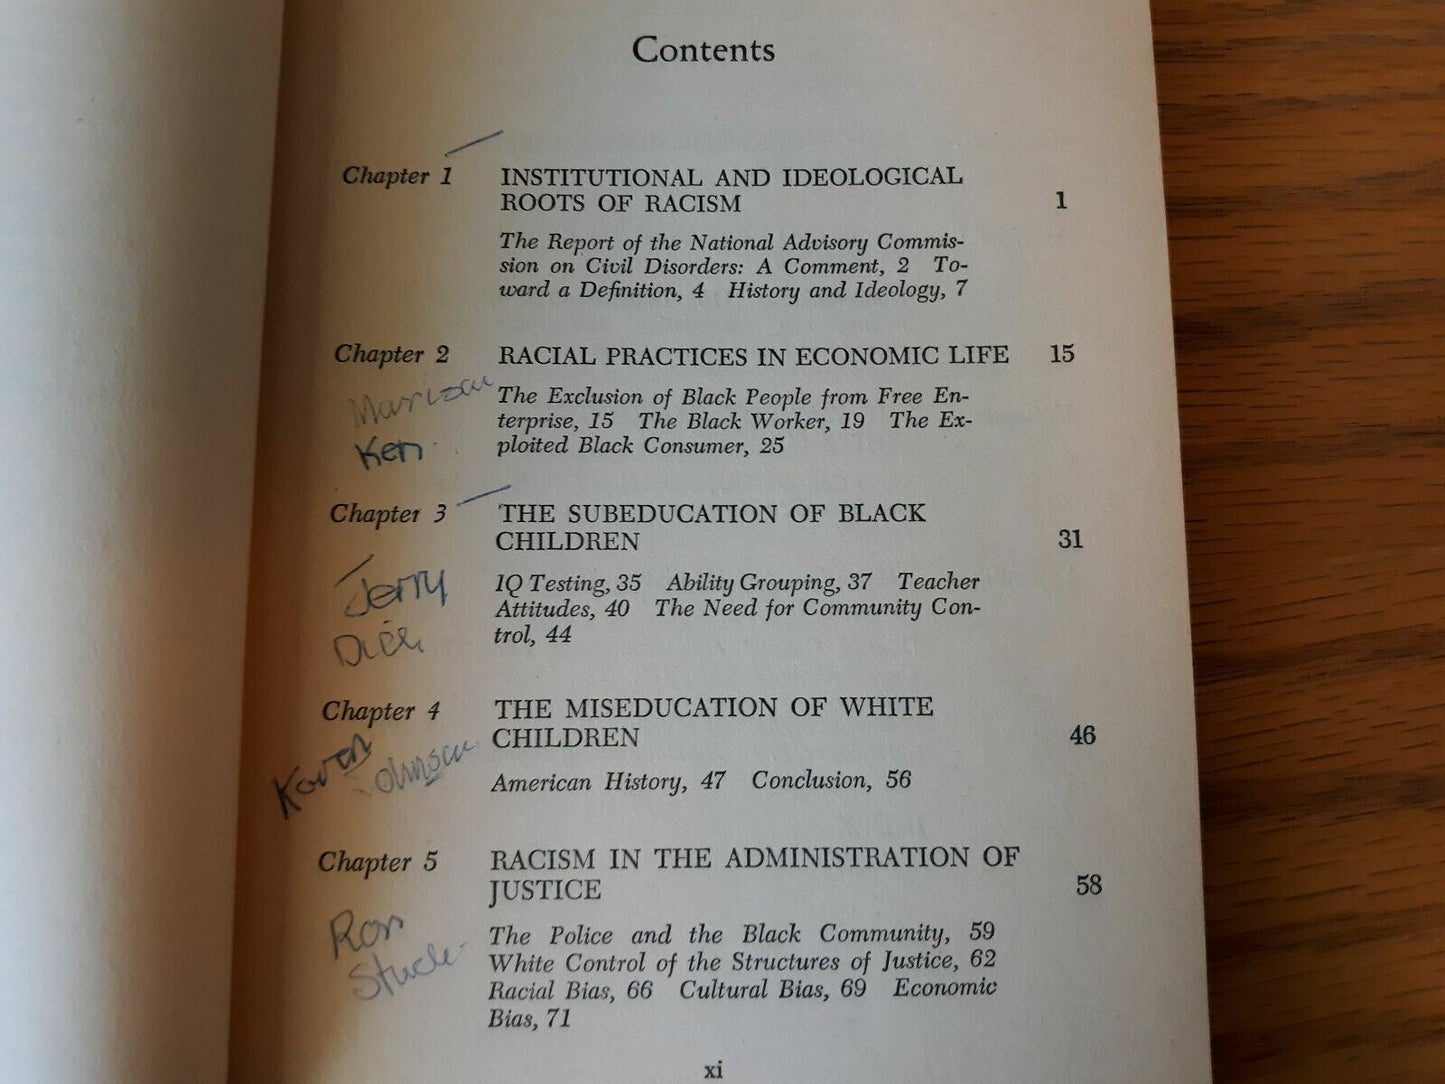 Contents
Chapter 1 INSTITUTIONAL AND IDEOLOGICAL
ROOTS OF RACISM 1
The Report of the National Advisory Commis-
sion on Civil Disorders: A Comment, 2 To-
ward a Definition, 4 History and Ideology, 7
Chapter 2 RACIAL PRACTICES IN ECONOMIC LIFE 15
The Exclusion of Black People from Free En-
terprise, 15 The Black Worker, 19 The Ex-
ploited Black Consumer, 25
Ken
Chapter 3 THE SUBEDUCATION OF BLACK
CHILDREN 31
IQ Testing, 35 Ability Grouping, 37 Teacher
Attitudes, 40 The Need for Community Con-
trol, 44
Jerry
Chapter 4 THE MISEDUCATION OF WHITE
CHILDREN 46
American History, 47 Conclusion, 56
Karen
Chapter 5 RACISM IN THE ADMINISTRATION OF
JUSTICE 58
The Police and the Black Community, 59
White Control of the Structures of Justice, 62
Racial Bias, 66 Cultural Bias, 69 Economic
Bias, 71
Ron
xi